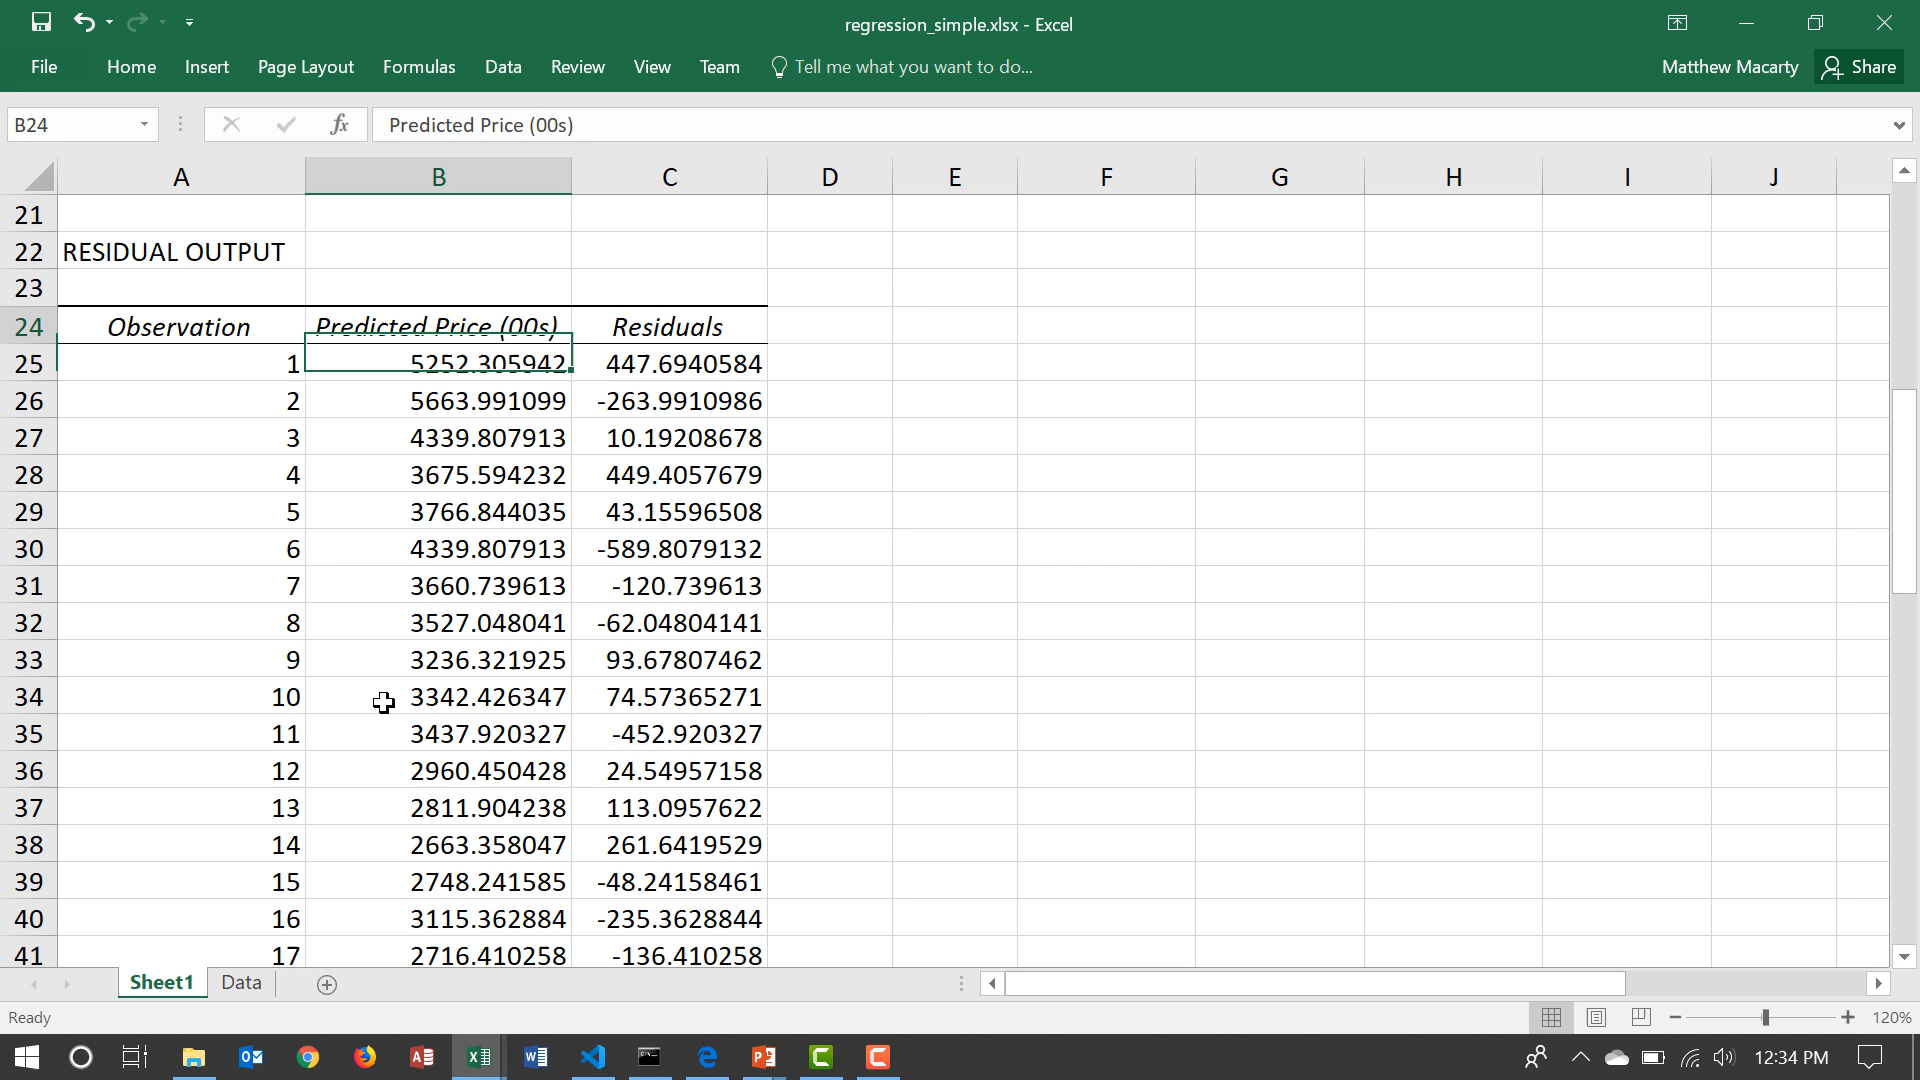 regression_simple.xlsx - Excel
File Home Insert Page Layout Formulas Data Review View Team Tell me what you want to do... Matthew Macarty Share
B24 fx Predicted Price (00s)
A B C D E F G H I J
21
22 RESIDUAL OUTPUT
23
24 Observation Predicted Price (00s) Residuals
25 1 5252.305942 447.6940584
26 2 5663.991099 -263.9910986
27 3 4339.807913 10.19208678
28 4 3675.594232 449.4057679
29 5 3766.844035 43.15596508
30 6 4339.807913 -589.8079132
31 7 3660.739613 -120.739613
32 8 3527.048041 -62.04804141
33 9 3236.321925 93.67807462
34 10 3342.426347 74.57365271
35 11 3437.920327 -452.920327
36 12 2960.450428 24.54957158
37 13 2811.904238 113.0957622
38 14 2663.358047 261.6419529
39 15 2748.241585 -48.24158461
40 16 3115.362884 -235.3628844
41 17 2716.410258 -136.410258
Sheet1 Data
Ready 120%
12:34 PM